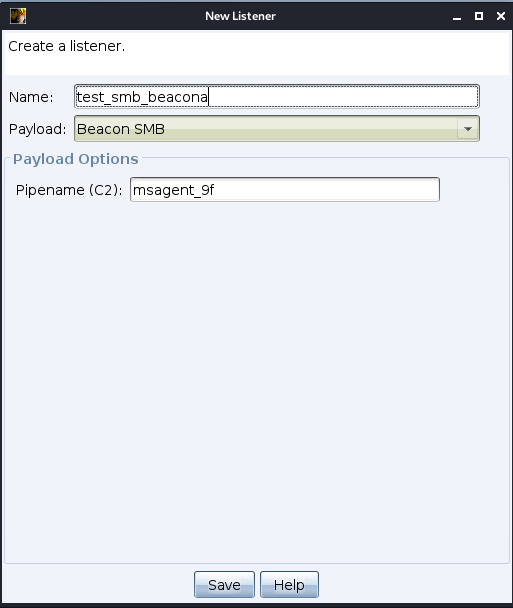 New Listener
Create a listener.
Name: test_smb_beacona
Payload: Beacon SMB
Payload Options
Pipename (C2): msagent_9f
Save Help